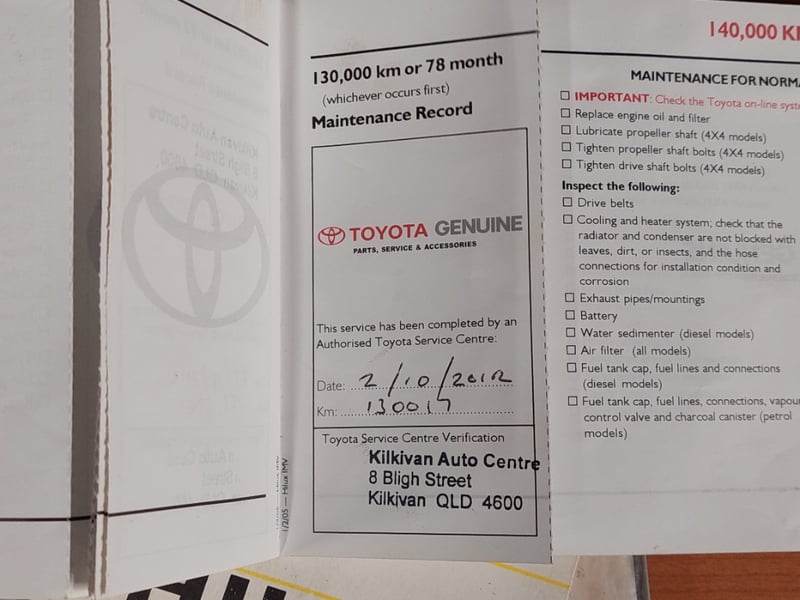 130,000 km or 78 month
(whichever occurs first)
Maintenance Record
TOYOTA GENUINE
PARTS, SERVICE & ACCESSORIES
This service has been completed by an
Authorised Toyota Service Centre:
Date: 2/10/2012
Km: 130017
Toyota Service Centre Verification
Kilkivan Auto Centre
8 Bligh Street
Kilkivan QLD 4600
1/2/05 — Hilux IMV
140,000
MAINTENANCE FOR
IMPORTANT: Check the Toyota on-line
Replace engine oil and filter
Lubricate propeller shaft (4X4 models)
Tighten propeller shaft bolts (4X4 models)
Tighten drive shaft bolts (4X4 models)
Inspect the following:
Drive belts
Cooling and heater system; check that the
radiator and condenser are not blocked with
leaves, dirt, or insects, and the hose
connections for installation condition and
corrosion
Exhaust pipes/mountings
Battery
Water sedimenter (diesel models)
Air filter (all models)
Fuel tank cap, fuel lines and connections
(diesel models)
Fuel tank cap, fuel lines, connections, vapour
control valve and charcoal canister (petrol
models)